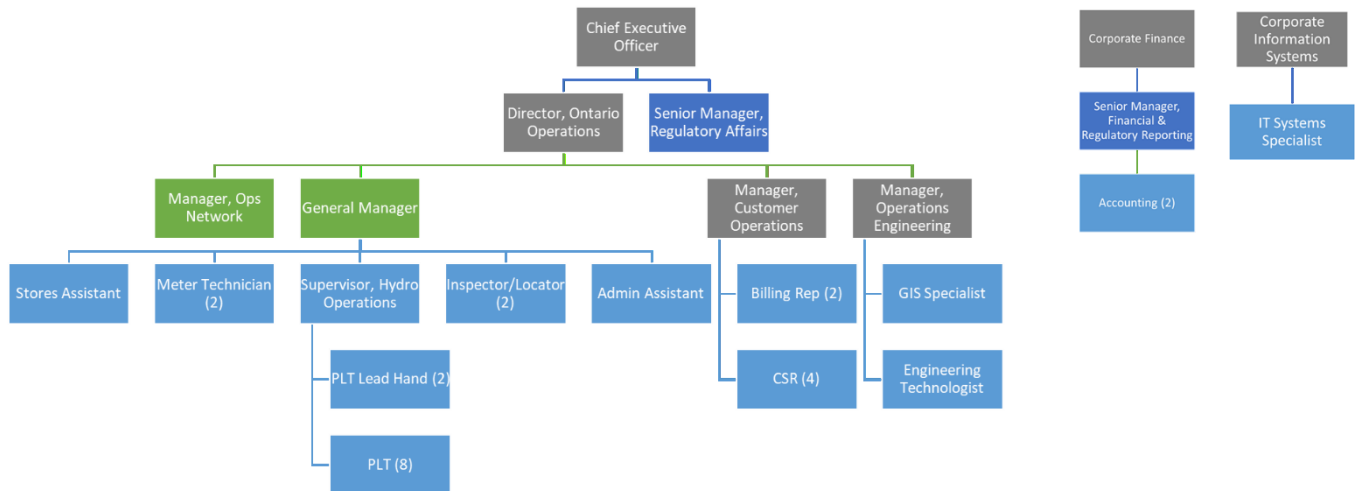 Chief Executive
Officer
Corporate Finance
Corporate
Information
Systems
Director, Ontario
Operations
Senior Manager,
Regulatory Affairs
Senior Manager,
Financial &
Regulatory Reporting
IT Systems
Specialist
Manager, Ops
Network
General Manager
Manager,
Customer
Operations
Manager,
Operations
Engineering
Accounting (2)
Stores Assistant
Meter Technician
(2)
Supervisor, Hydro
Operations
Inspector/Locator
(2)
Admin Assistant
Billing Rep (2)
GIS Specialist
PLT Lead Hand (2)
CSR (4)
Engineering
Technologist
PLT (8)